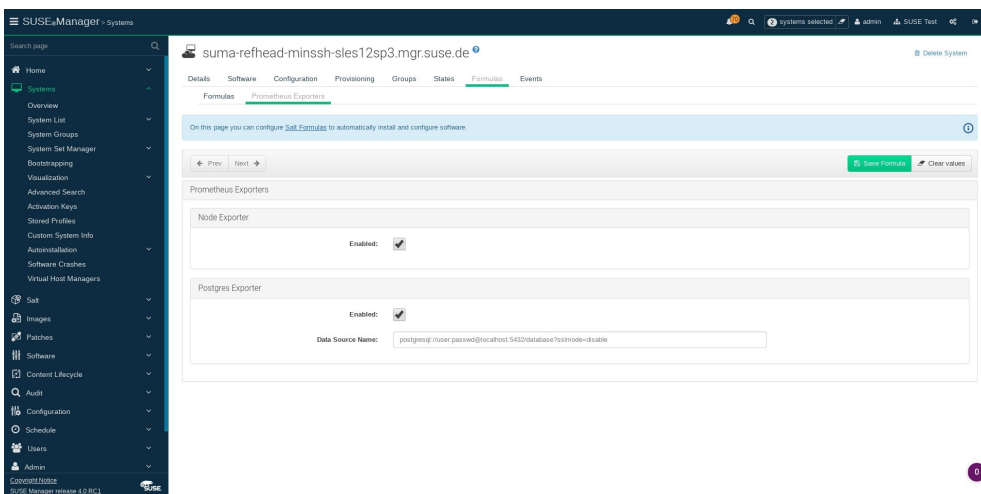 SUSE Manager > Systems
2 systems selected
admin
SUSE Test
Search page
Home
Systems
Overview
System List
System Groups
System Set Manager
Bootstrapping
Visualization
Advanced Search
Activation Keys
Stored Profiles
Custom System Info
Autoinstallation
Software Crashes
Virtual Host Managers
Salt
Images
Patches
Software
Content Lifecycle
Audit
Configuration
Schedule
Users
Admin
Copyright Notice
SUSE Manager release 4.0 RC1
SUSE
suma-refhead-minssh-sles12sp3.mgr.suse.de ?
Delete System
Details Software Configuration Provisioning Groups States Formulas Events
Formulas Prometheus Exporters
On this page you can configure Salt Formulas to automatically install and configure software.
Prev Next Save Formula Clear values
Prometheus Exporters
Node Exporter
Enabled:
Postgres Exporter
Enabled:
Data Source Name: postgresql://user:passwd@localhost:5432/database?sslmode=disable
0